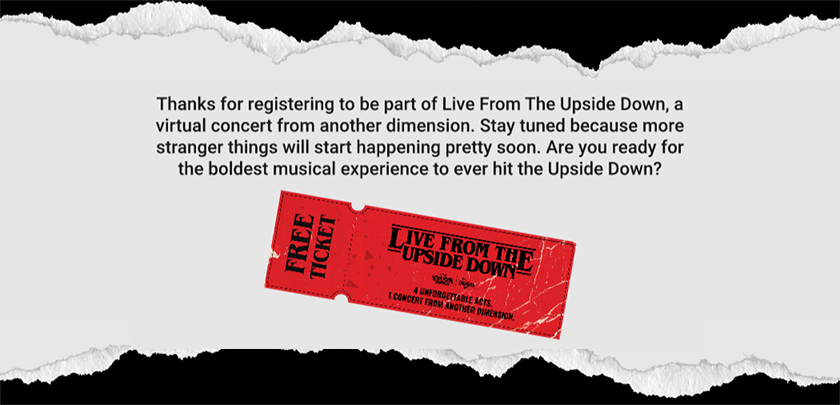 Thanks for registering to be part of Live From The Upside Down, a
virtual concert from another dimension. Stay tuned because more
stranger things will start happening pretty soon. Are you ready for
the boldest musical experience to ever hit the Upside Down?
FREE
TICKET
LIVE FROM THE
UPSIDE DOWN
4 UNFORGETTABLE ACTS.
1 CONCERT FROM ANOTHER DIMENSION.